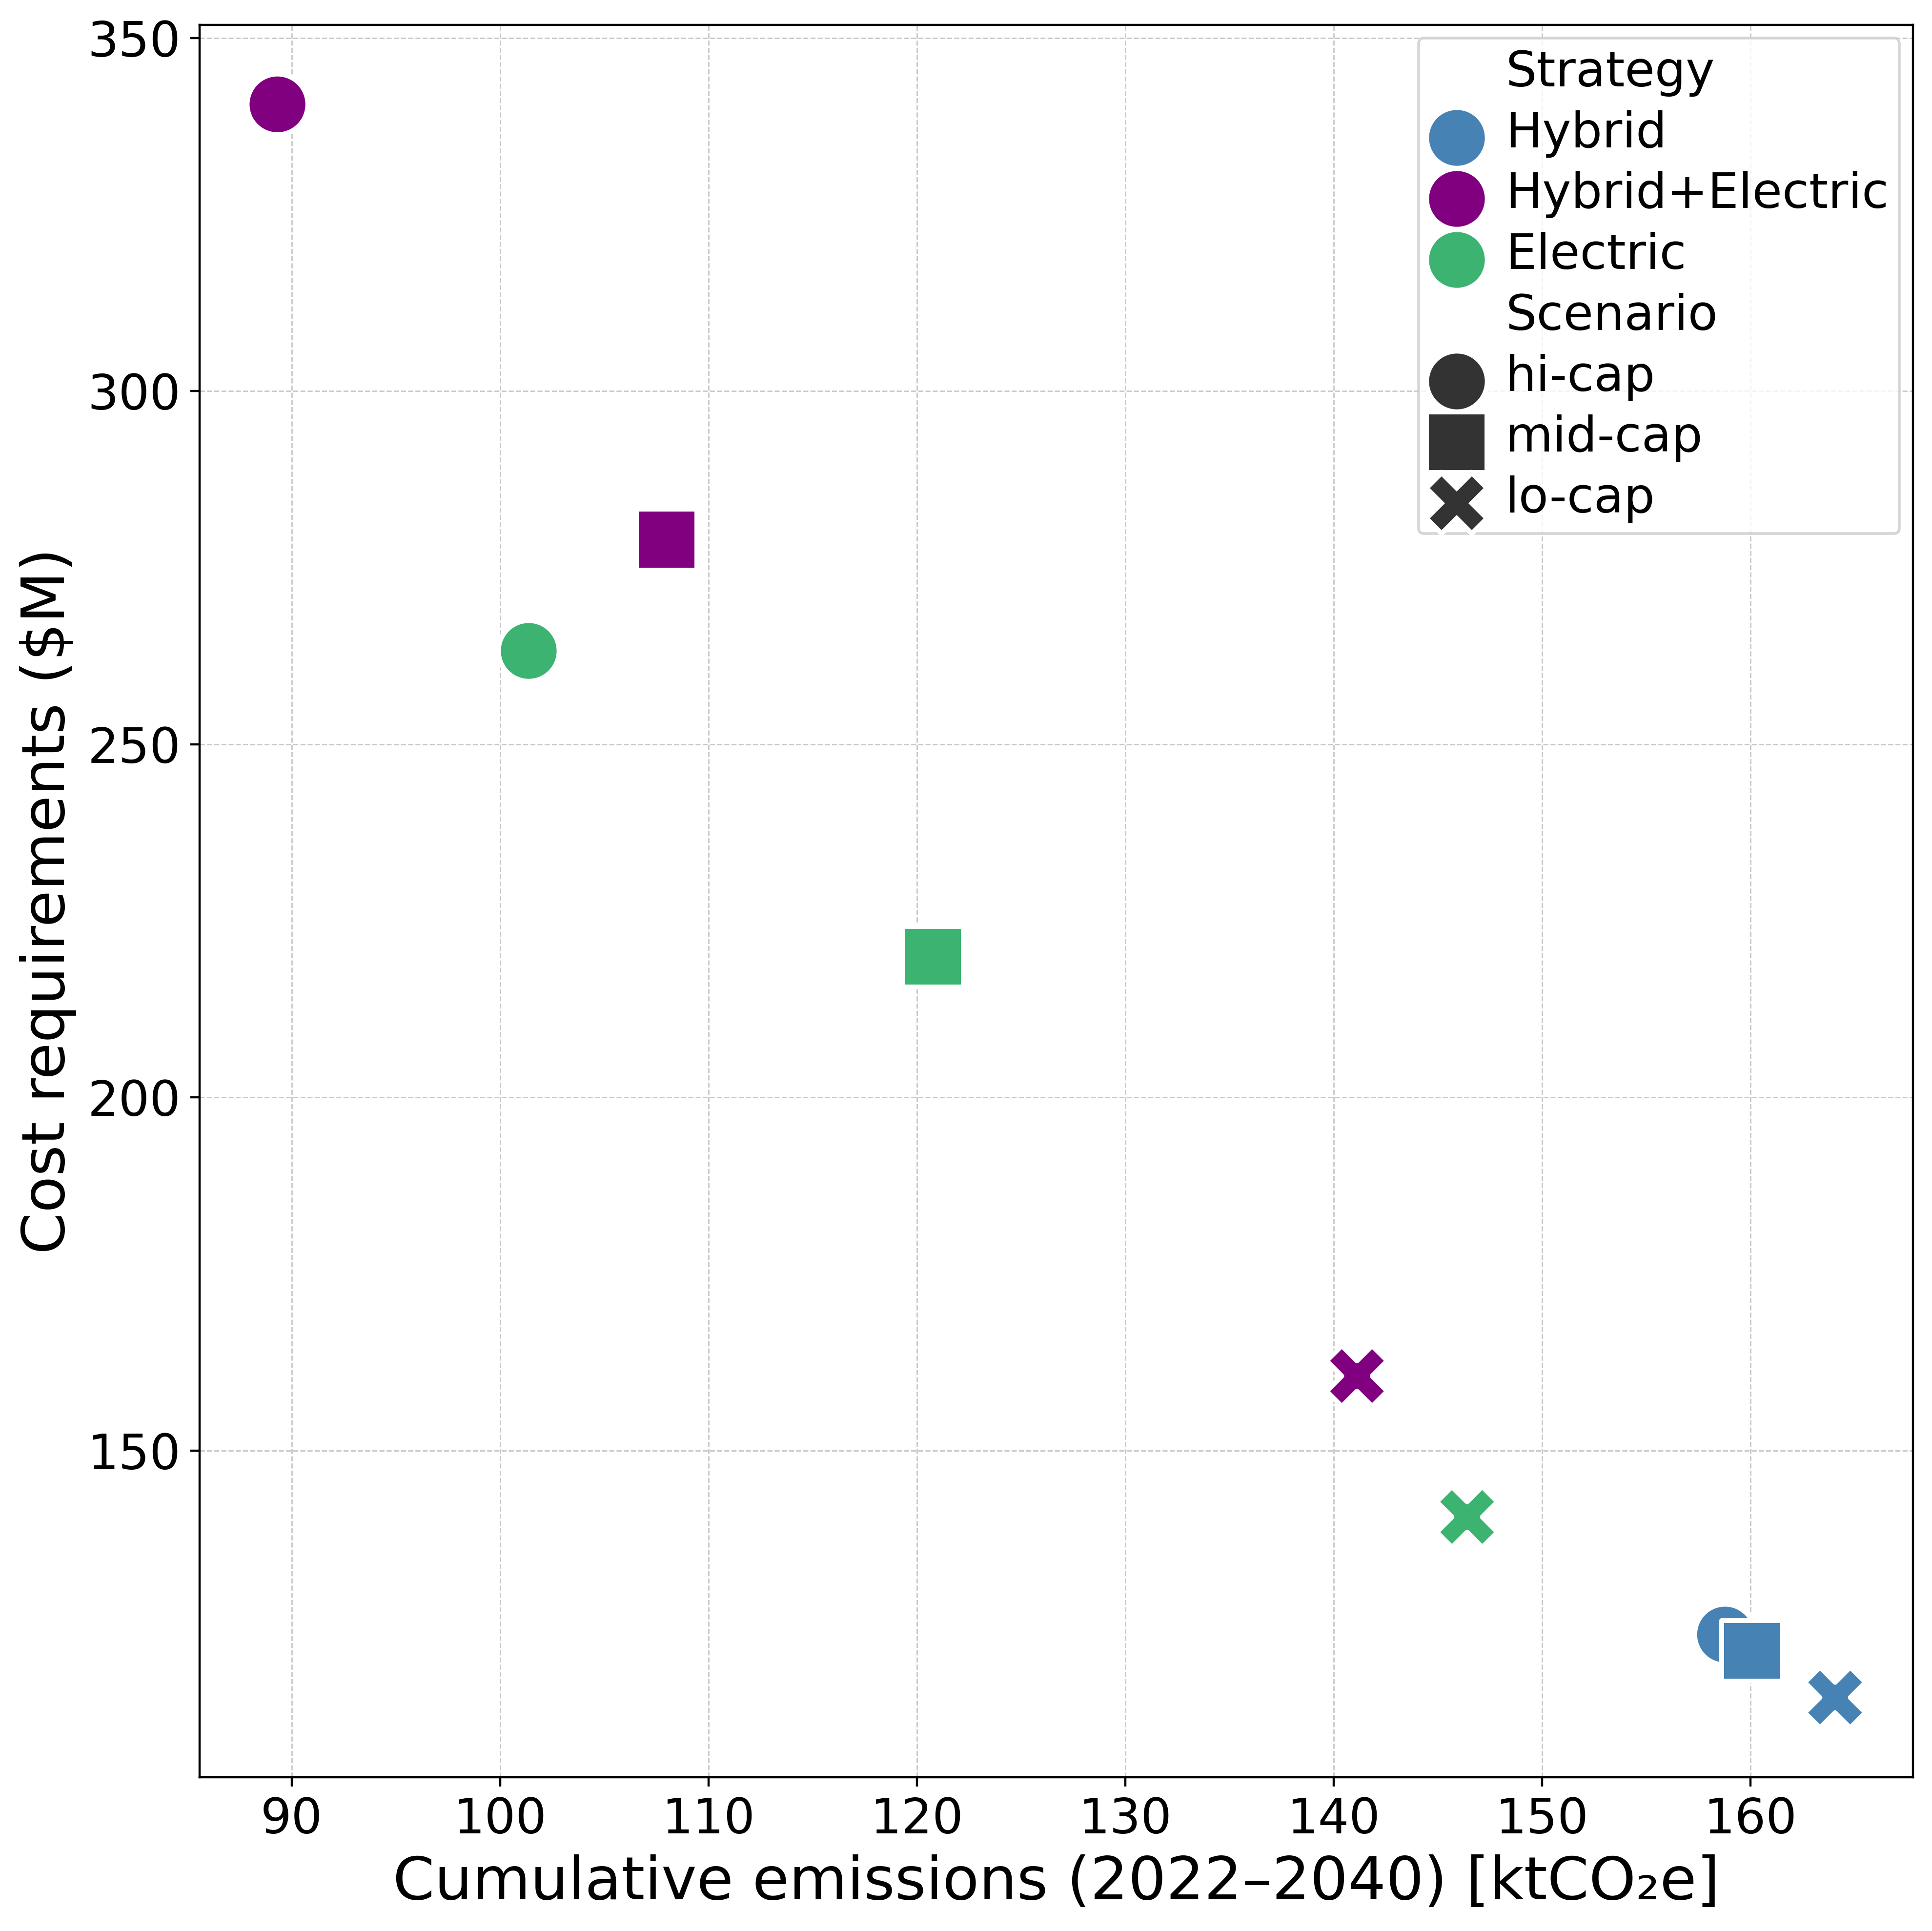 Cost requirements ($M)
350
300
250
200
150
Strategy
Hybrid
Hybrid+Electric
Electric
Scenario
hi-cap
mid-cap
lo-cap
90 100 110 120 130 140 150 160
Cumulative emissions (2022–2040) [ktCO₂e]